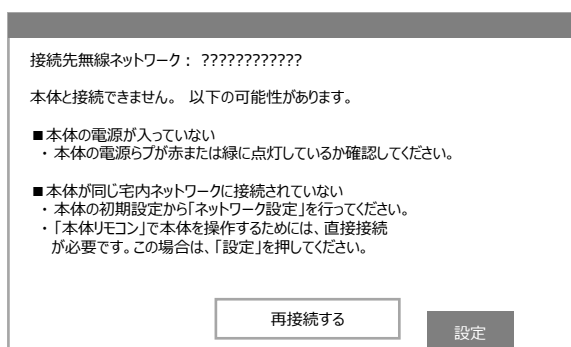 接続先無線ネットワーク： ????????????
本体と接続できません。 以下の可能性があります。
■本体の電源が入っていない
・本体の電源らプが赤または緑に点灯しているか確認してください。
■本体が同じ宅内ネットワークに接続されていない
・本体の初期設定から「ネットワーク設定」を行ってください。
・「本体リモコン」で本体を操作するためには、直接接続
が必要です。この場合は、「設定」を押してください。
再接続する
設定